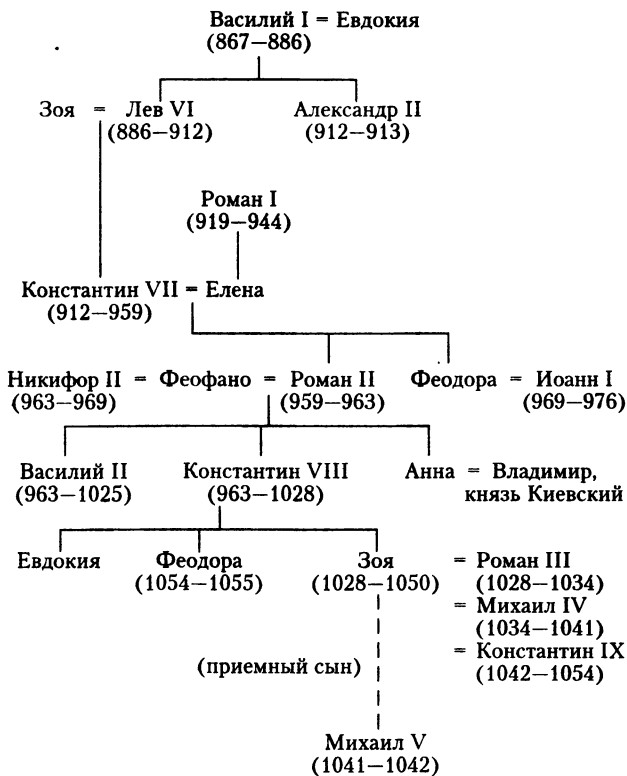 Василий I = Евдокия
(867—886)
Зоя = Лев VI Александр II
(886—912) (912—913)
Роман I
(919—944)
Константин VII = Елена
(912—959)
Никифор II = Феофано = Роман II Феодора = Иоанн I
(963—969) (959—963) (969—976)
Василий II Константин VIII Анна = Владимир,
(963—1025) (963—1028) князь Киевский
Евдокия Феодора Зоя = Роман III
(1054—1055) (1028—1050) (1028—1034)
= Михаил IV
(1034—1041)
= Константин IX
(приемный сын) (1042—1054)
Михаил V
(1041—1042)